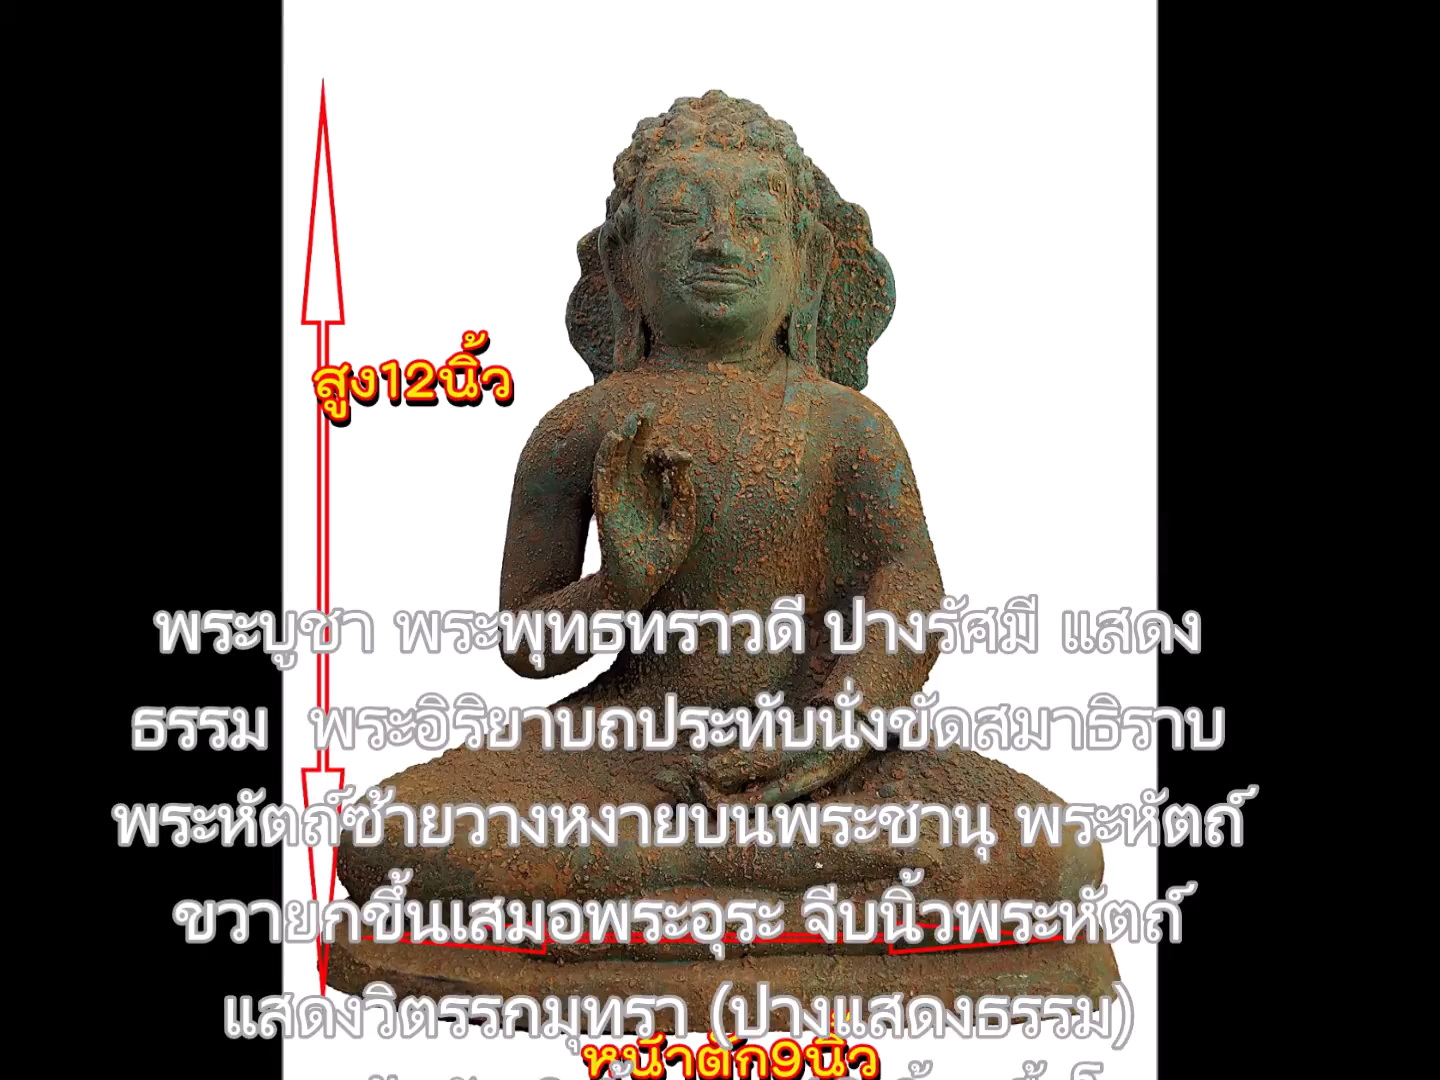 สูง12นิ้ว
พระบูชา พระพุทธทราวดี ปางรัศมี แสดง
ธรรม พระอิริยาบถประทับนั่งขัดสมาธิราบ
พระหัตถ์ซ้ายวางหงายบนพระชานุ พระหัตถ์
ขวายกขึ้นเสมอพระอุระ จีบนิ้วพระหัตถ์
แสดงวิตรรกมุทรา (ปางแสดงธรรม)
หน้าตัก9นิ้ว